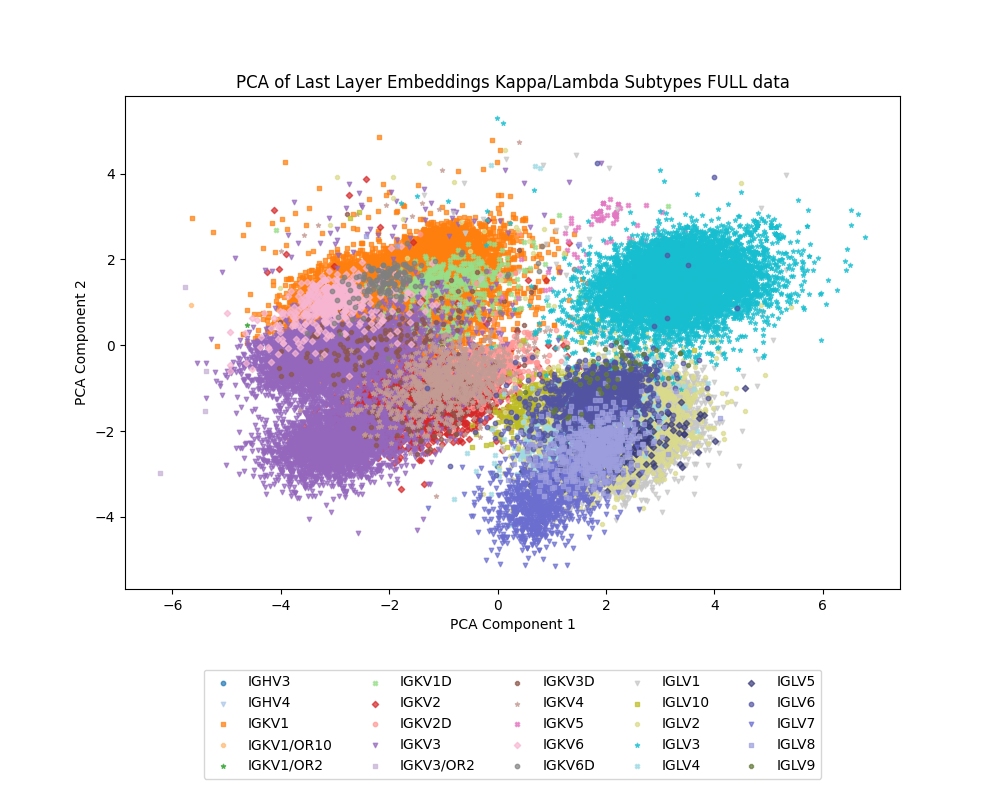 PCA of Last Layer Embeddings Kappa/Lambda Subtypes FULL data
PCA Component 2
4
2
0
−2
−4
−6
−4
−2
0
2
4
6
PCA Component 1
IGHV3
IGHV4
IGKV1
IGKV1/OR10
IGKV1/OR2
IGKV1D
IGKV2
IGKV2D
IGKV3
IGKV3/OR2
IGKV3D
IGKV4
IGKV5
IGKV6
IGKV6D
IGLV1
IGLV10
IGLV2
IGLV3
IGLV4
IGLV5
IGLV6
IGLV7
IGLV8
IGLV9